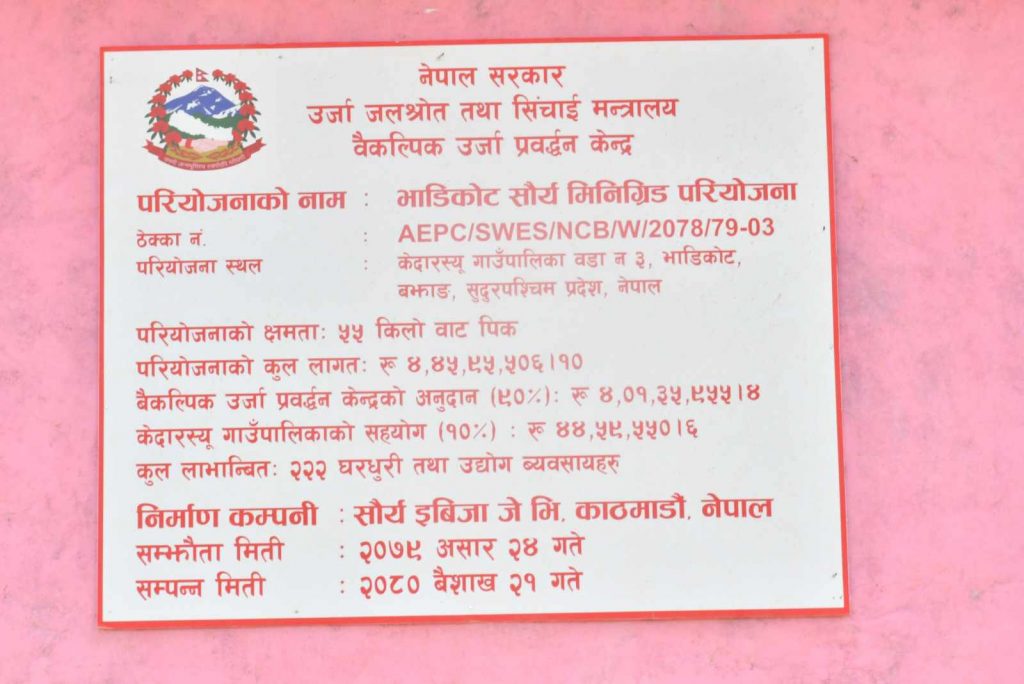 नेपाल सरकार
उर्जा जलश्रोत तथा सिंचाई मन्त्रालय
वैकल्पिक उर्जा प्रवर्द्धन केन्द्र
परियोजनाको नाम : भाडिकोट सौर्य मिनिग्रिड परियोजना
ठेक्का नं. : AEPC/SWES/NCB/W/2078/79-03
परियोजना स्थल : केदारस्यू गाउँपालिका वडा न ३, भाडिकोट,
बझाङ, सुदुरपश्चिम प्रदेश, नेपाल
परियोजनाको क्षमताः ५५ किलो वाट पिक
परियोजनाको कुल लागतः रू ४,४५,९५,५०६।१०
बैकल्पिक उर्जा प्रवर्द्धन केन्द्रको अनुदान (९०%): रू ४,०१,३५,९५५।४
केदारस्यू गाउँपालिकाको सहयोग (१०%) : रू ४४,५९,५५०।६
कुल लाभान्बितः २२२ घरधुरी तथा उद्योग ब्यवसायहरु
निर्माण कम्पनी : सौर्य इबिजा जे भि. काठमाडौं, नेपाल
सम्झौता मिती : २०७९ असार २४ गते
सम्पन्न मिती : २०८० बैशाख २१ गते